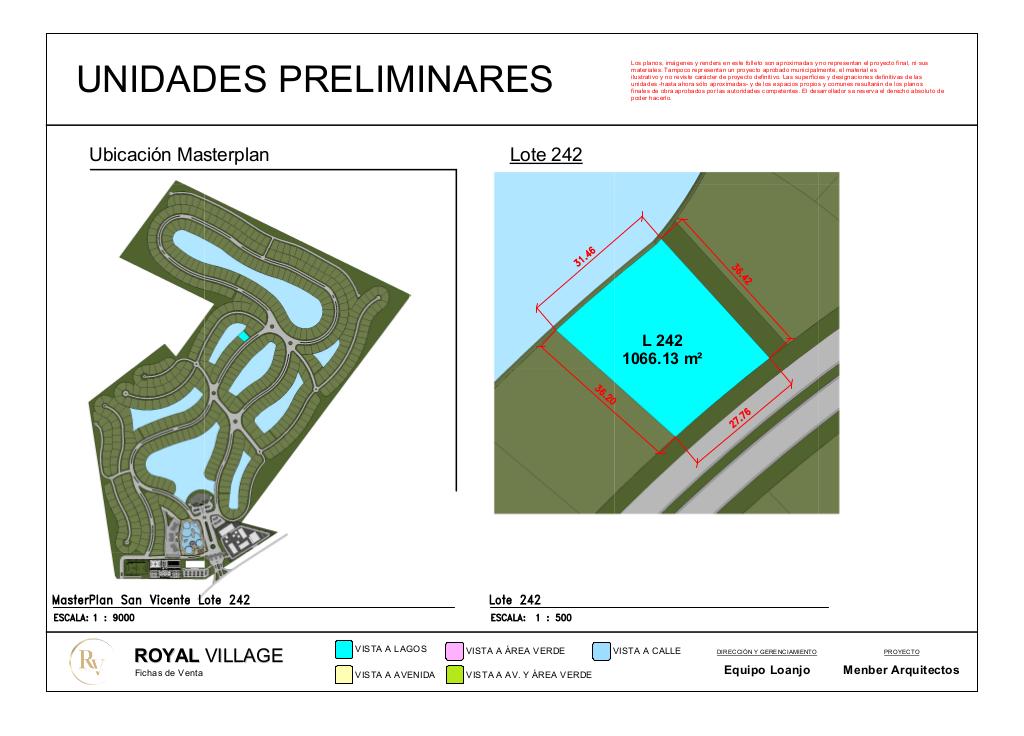 UNIDADES PRELIMINARES
Los planos, imágenes y renders en este folleto son aproximadas y no representan el proyecto final, ni sus
materiales. Tampoco representan un proyecto aprobado municipalmente, el material es
ilustrativo y no reviste carácter de proyecto definitivo. Las superficies y designaciones definitivas de las
unidades -hasta ahora sólo aproximadas- y de los espacios propios y comunes resultarán de los planos
finales de obra aprobados por las autoridades competentes. El desarrollador se reserva el derecho absoluto de
poder hacerlo.
Ubicación Masterplan
Lote 242
31.46
36.42
L 242
1066.13 m²
36.20
27.76
MasterPlan San Vicente Lote 242
ESCALA: 1 : 9000
Lote 242
ESCALA: 1 : 500
RV
ROYAL VILLAGE
Fichas de Venta
VISTA A LAGOS
VISTA A ÁREA VERDE
VISTA A CALLE
VISTA A AVENIDA
VISTA A AV. Y ÁREA VERDE
DIRECCIÓN Y GERENCIAMIENTO
Equipo Loanjo
PROYECTO
Menber Arquitectos